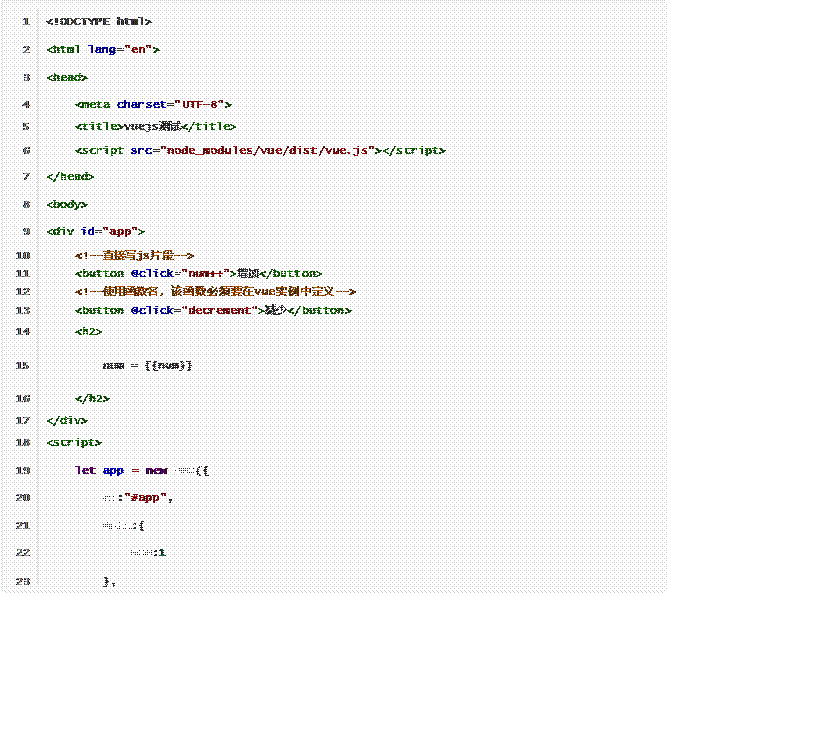 1 <!DOCTYPE html>
2 <html lang="en">
3 <head>
4 <meta charset="UTF-8">
5 <title>vuejs测试</title>
6 <script src="node_modules/vue/dist/vue.js"></script>
7 </head>
8 <body>
9 <div id="app">
10 <!--直接写js片段-->
11 <button @click="num++">增加</button>
12 <!--使用函数名，该函数必须要在vue实例中定义-->
13 <button @click="decrement">减少</button>
14 <h2>
15 num = {{num}}
16 </h2>
17 </div>
18 <script>
19 let app = new ({
20 :"#app",
21 :{
22 :1
23 },